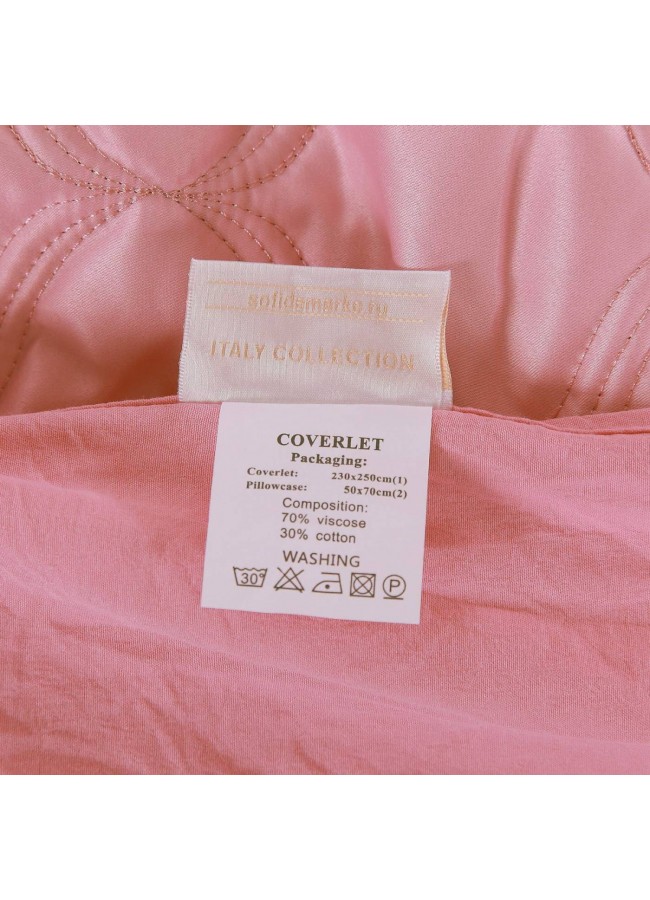 sofidemarko.ru
ITALY COLLECTION
COVERLET
Packaging:
Coverlet: 230x250cm(1)
Pillowcase: 50x70cm(2)
Composition:
70% viscose
30% cotton
WASHING
30°
P